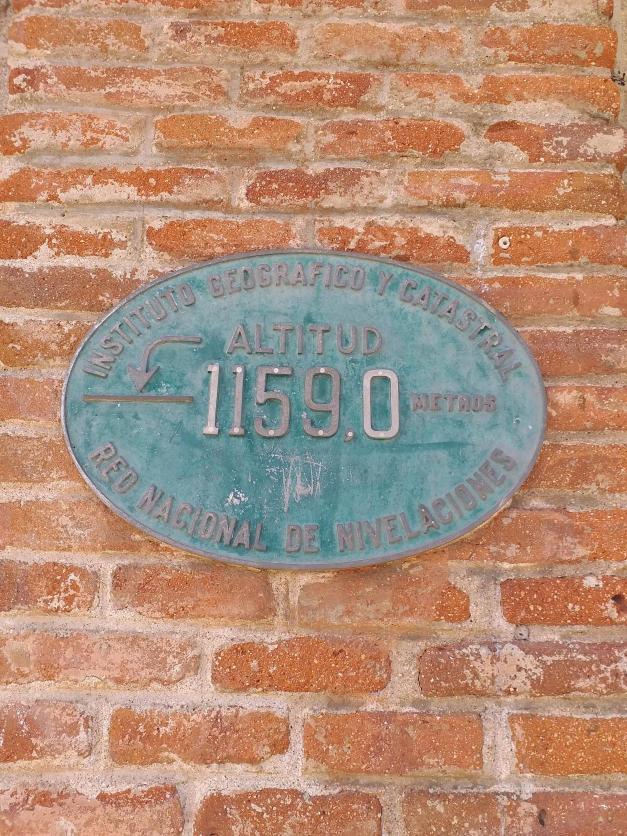 INSTITUTO GEOGRAFICO Y CATASTRAL
ALTITUD
1159,0 METROS
RED NACIONAL DE NIVELACIONES